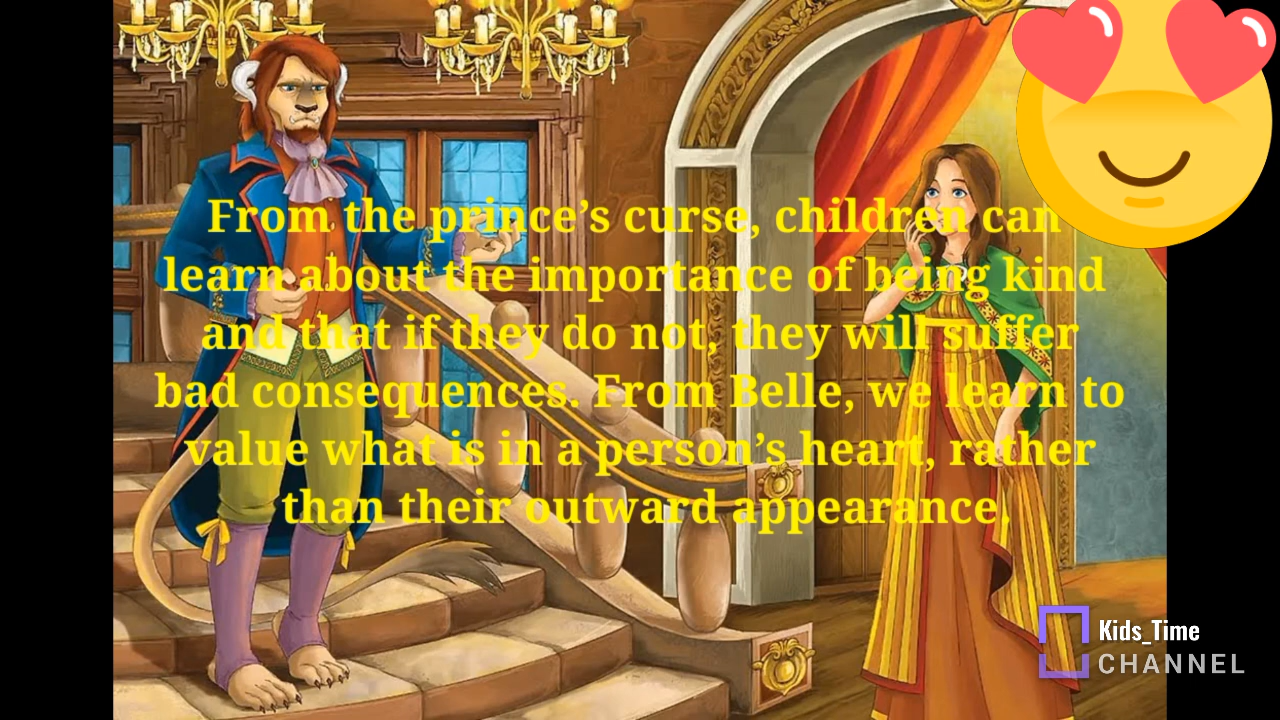 From the prince’s curse, children can
learn about the importance of being kind
and that if they do not, they will suffer
bad consequences. From Belle, we learn to
value what is in a person’s heart, rather
than their outward appearance.
Kids_Time
CHANNEL